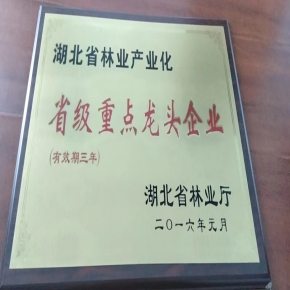 湖北省林业产业化
省级重点龙头企业
(有效期三年)
湖北省林业厅
二〇一六年元月